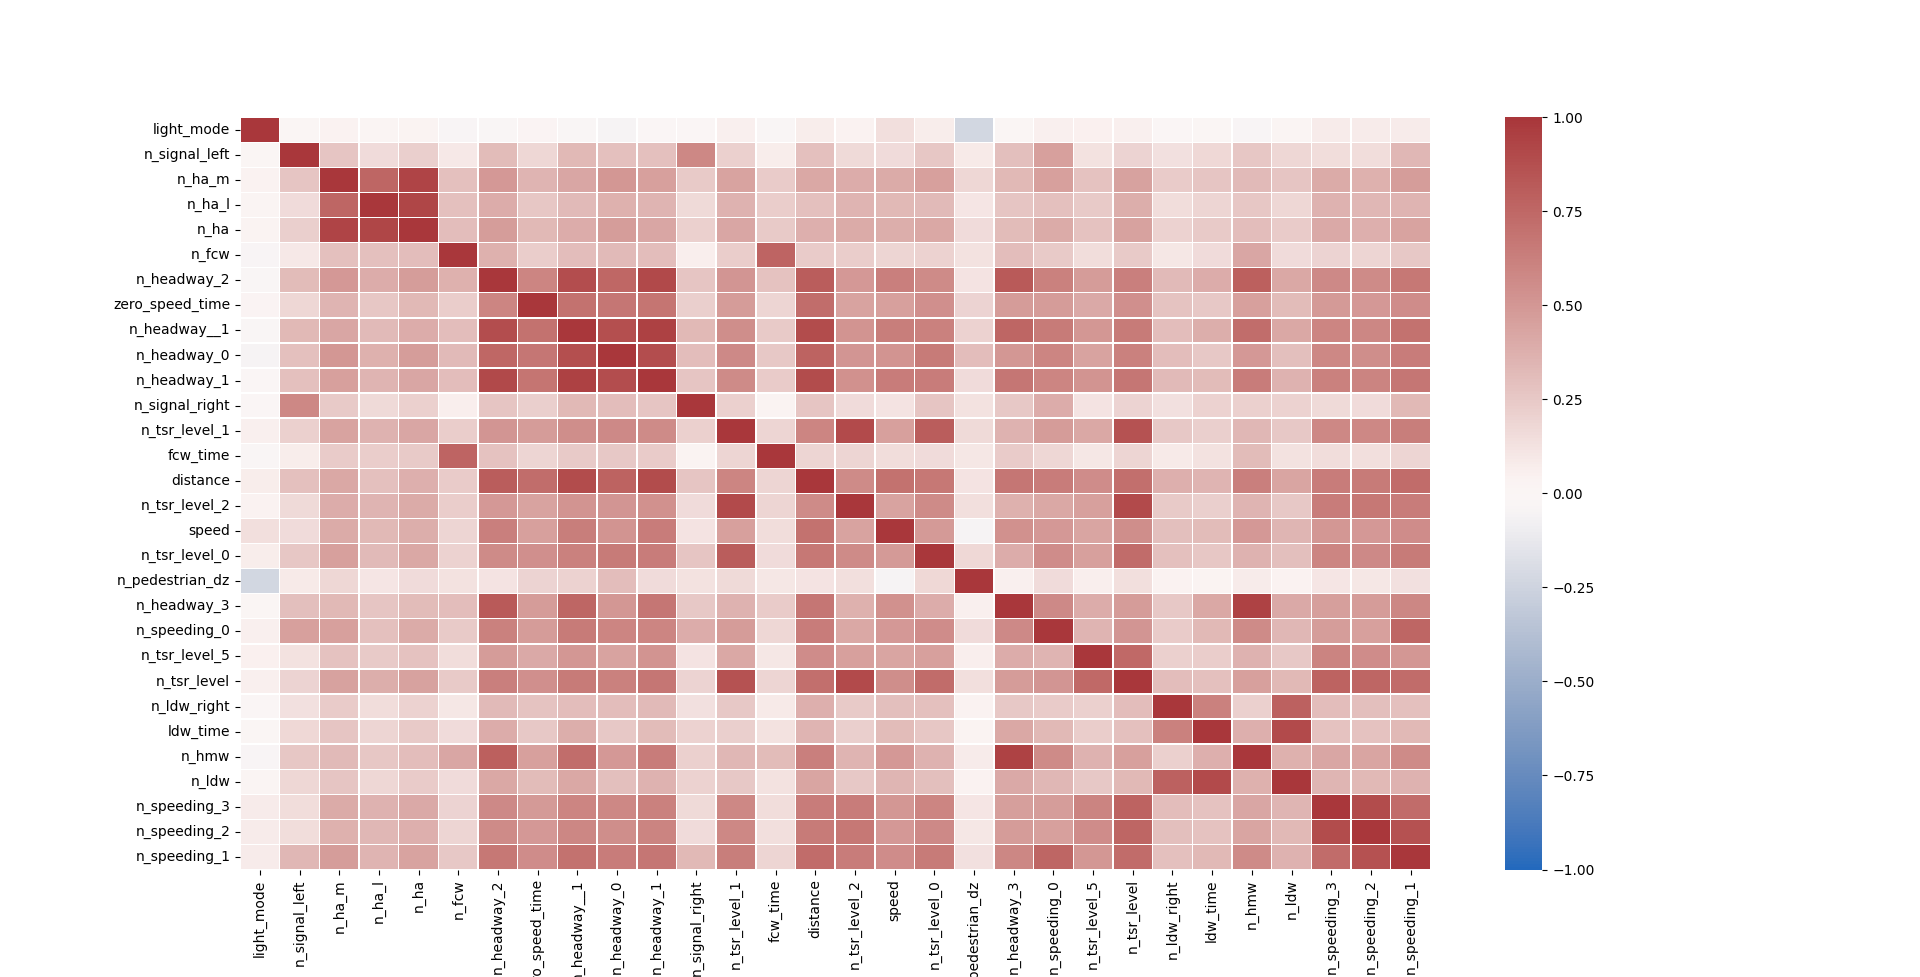 light_mode
n_signal_left
n_ha_m
n_ha_l
n_ha
n_fcw
n_headway_2
zero_speed_time
n_headway__1
n_headway_0
n_headway_1
n_signal_right
n_tsr_level_1
fcw_time
distance
n_tsr_level_2
speed
n_tsr_level_0
n_pedestrian_dz
n_headway_3
n_speeding_0
n_tsr_level_5
n_tsr_level
n_ldw_right
ldw_time
n_hmw
n_ldw
n_speeding_3
n_speeding_2
n_speeding_1
light_mode
n_signal_left
n_ha_m
n_ha_l
n_ha
n_fcw
n_headway_2
ro_speed_time
n_headway__1
n_headway_0
n_headway_1
n_signal_right
n_tsr_level_1
fcw_time
distance
n_tsr_level_2
speed
n_tsr_level_0
pedestrian_dz
n_headway_3
n_speeding_0
n_tsr_level_5
n_tsr_level
n_ldw_right
ldw_time
n_hmw
n_ldw
n_speeding_3
n_speeding_2
n_speeding_1
1.00
0.75
0.50
0.25
0.00
−0.25
−0.50
−0.75
−1.00